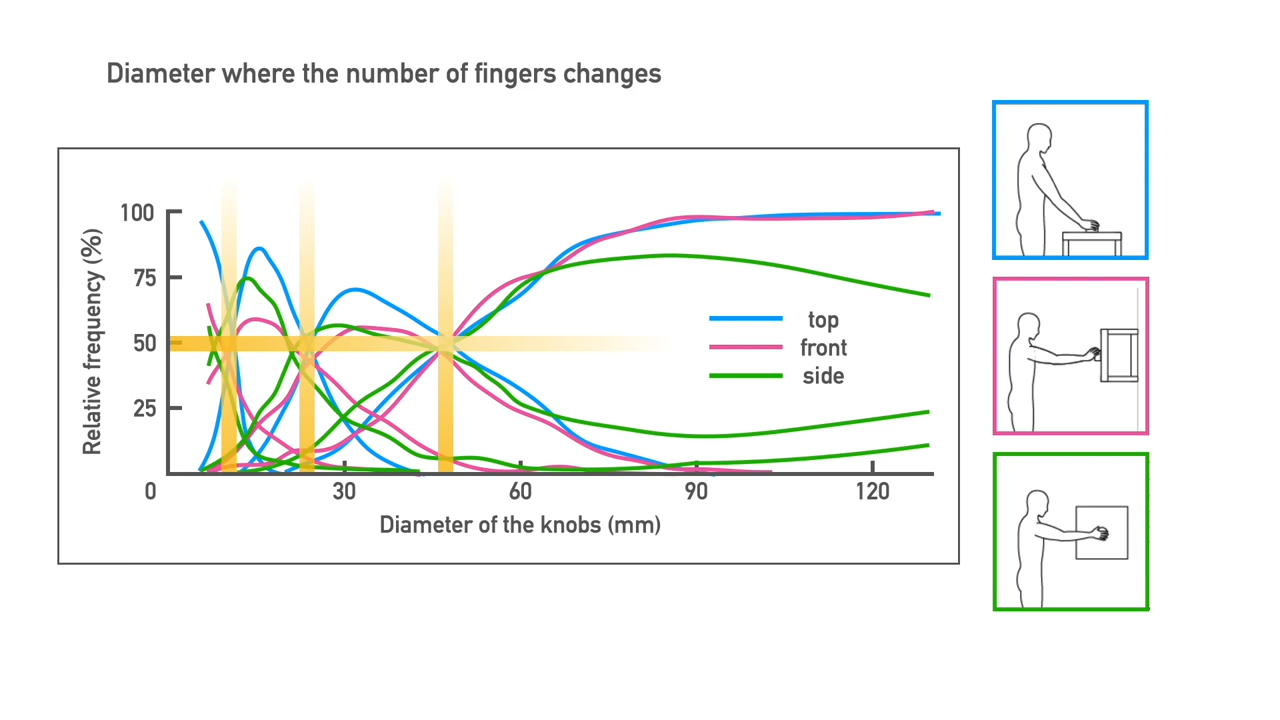 Diameter where the number of fingers changes
Relative frequency (%)
100
75
50
25
0
30
60
90
120
Diameter of the knobs (mm)
top
front
side